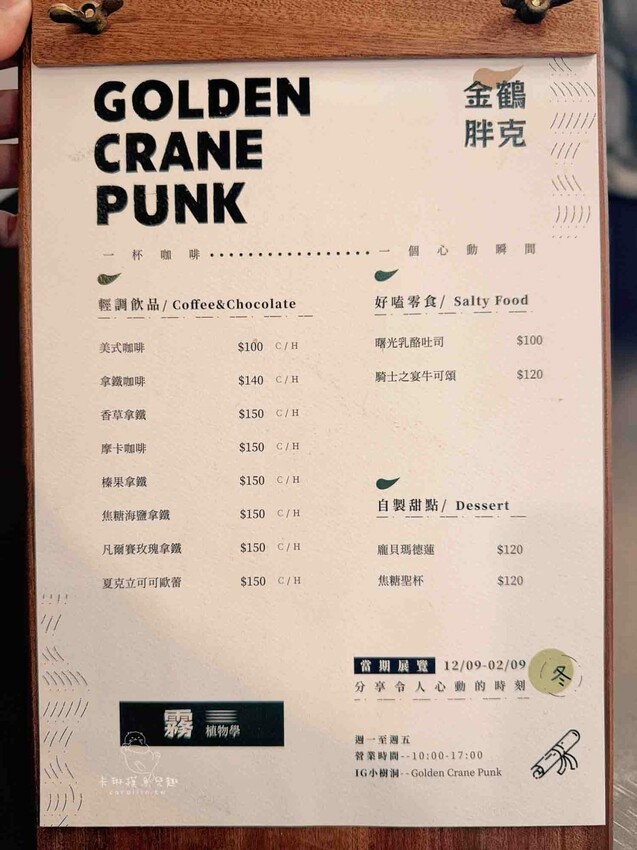 GOLDEN
CRANE
PUNK
金鶴
胖克
一杯咖啡 一個心動瞬間
輕調飲品/ Coffee&Chocolate
美式咖啡 $100 C/H
拿鐵咖啡 $140 C/H
香草拿鐵 $150 C/H
摩卡咖啡 $150 C/H
榛果拿鐵 $150 C/H
焦糖海鹽拿鐵 $150 C/H
凡爾賽玫瑰拿鐵 $150 C/H
夏克立可可歐蕾 $150 C/H
好嗑零食/ Salty Food
曙光乳酪吐司 $100
騎士之宴牛可頌 $120
自製甜點/ Dessert
龐貝瑪德蓮 $120
焦糖聖杯 $120
當期展覽 12/09-02/09
分享令人心動的時刻
冬
霧 植物學
週一至週五
營業時間--10:00-17:00
IG小樹洞--Golden Crane Punk